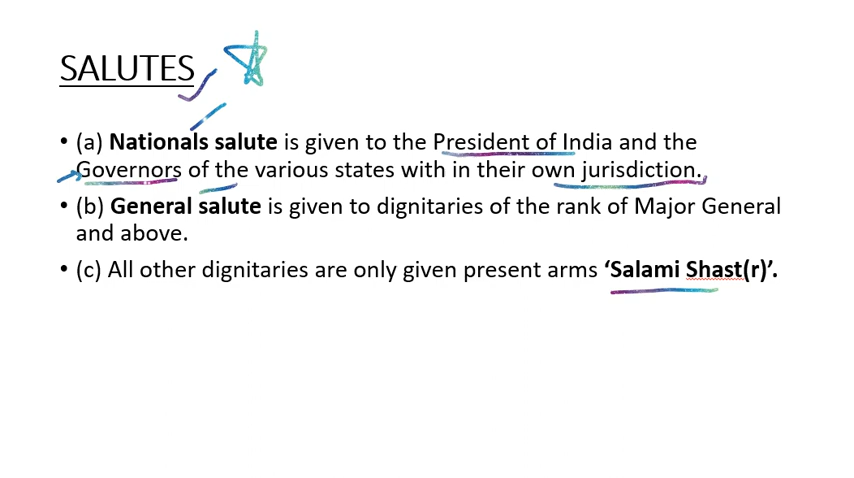 SALUTES
• (a) Nationals salute is given to the President of India and the
Governors of the various states with in their own jurisdiction.
• (b) General salute is given to dignitaries of the rank of Major General
and above.
• (c) All other dignitaries are only given present arms ‘Salami Shast(r)’.